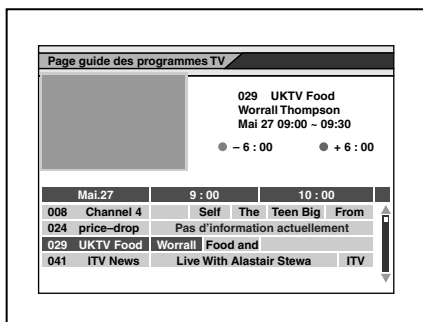 Page guide des programmes TV
029 UKTV Food
Worrall Thompson
Mai 27 09:00 ~ 09:30
– 6 : 00 + 6 : 00
Mai.27 9 : 00 10 : 00
008 Channel 4 Self The Teen Big From
024 price–drop Pas d'information actuellement
029 UKTV Food Worrall Food and
041 ITV News Live With Alastair Stewa ITV